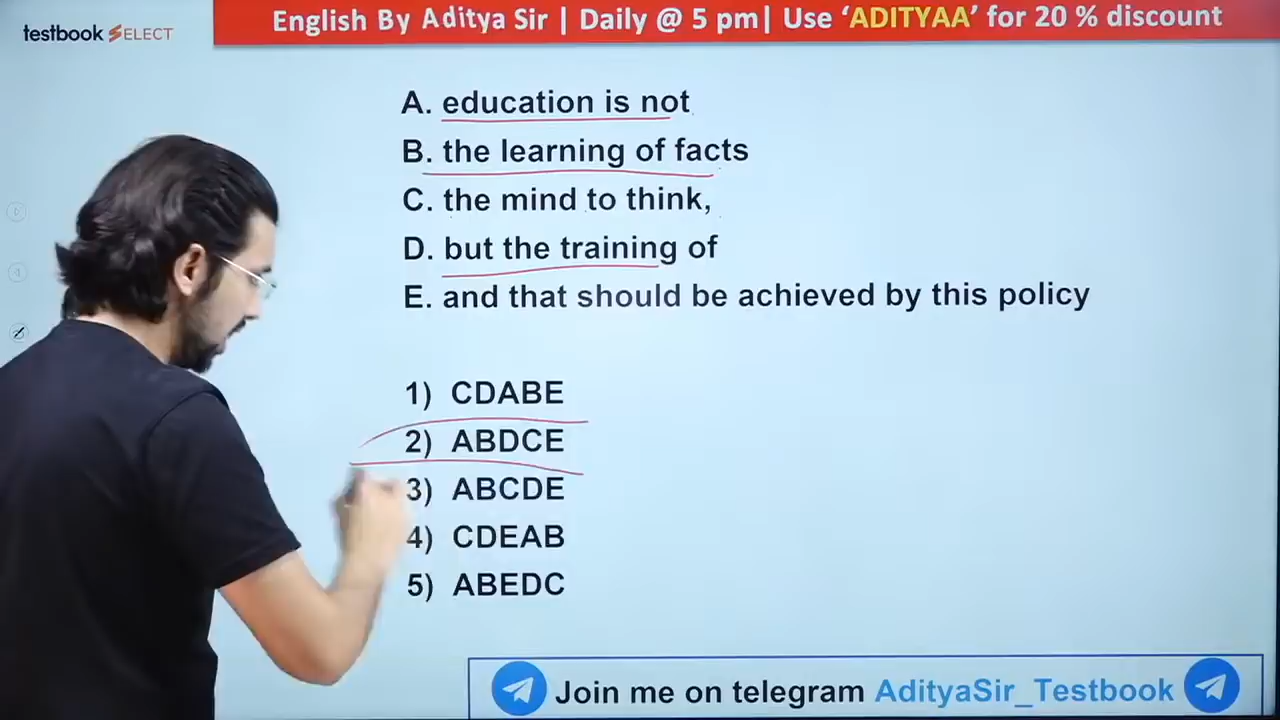 testbook SELECT
English By Aditya Sir | Daily @ 5 pm| Use ‘ADITYAA’ for 20 % discount
A. education is not
B. the learning of facts
C. the mind to think,
D. but the training of
E. and that should be achieved by this policy
1) CDABE
2) ABDCE
3) ABCDE
4) CDEAB
5) ABEDC
Join me on telegram AdityaSir_Testbook